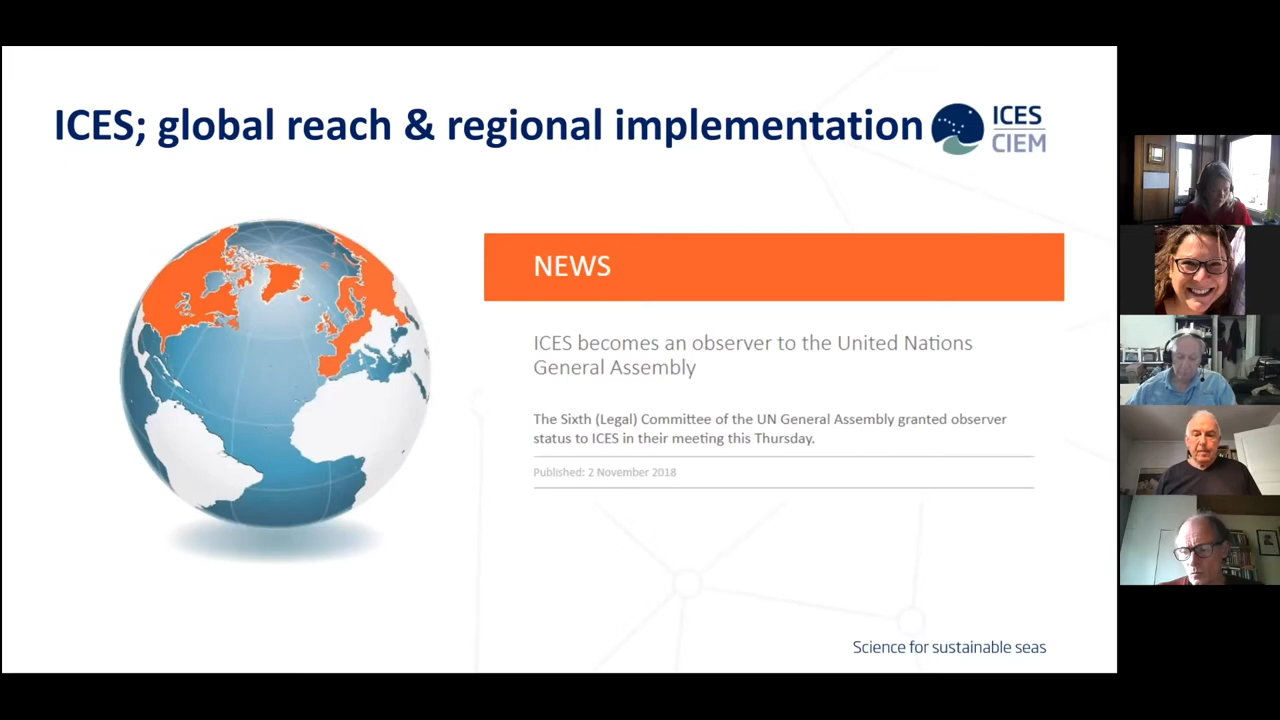 ICES; global reach & regional implementation
ICES
CIEM
NEWS
ICES becomes an observer to the United Nations
General Assembly
The Sixth (Legal) Committee of the UN General Assembly granted observer
status to ICES in their meeting this Thursday.
Published: 2 November 2018
Science for sustainable seas